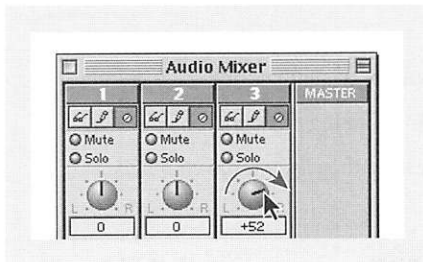 Audio Mixer
1 2 3 MASTER
Mute Mute Mute
Solo Solo Solo
L R L R L R
0 0 +52